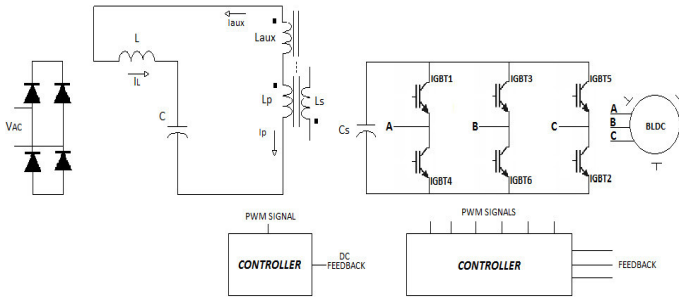 Iaux
Laux
L
IL
VAC
C
Lp
Ls
Ip
Cs
IGBT1
IGBT3
IGBT5
A
B
C
IGBT4
IGBT6
IGBT2
A
B
C
BLDC
PWM SIGNAL
CONTROLLER
DC
FEEDBACK
PWM SIGNALS
CONTROLLER
FEEDBACK